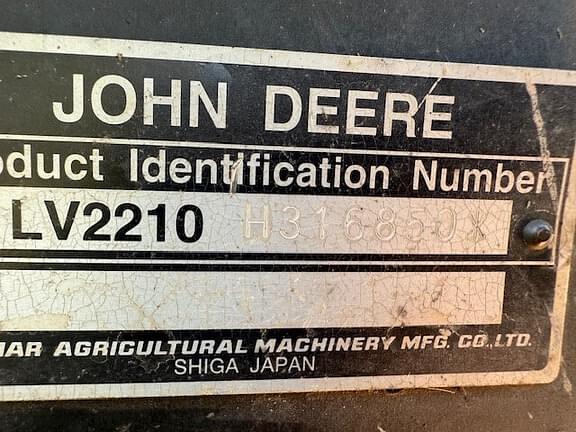 JOHN DEERE
oduct Identification Number
LV2210 H316850X
MAR AGRICULTURAL MACHINERY MFG. CO.,LTD.
SHIGA JAPAN